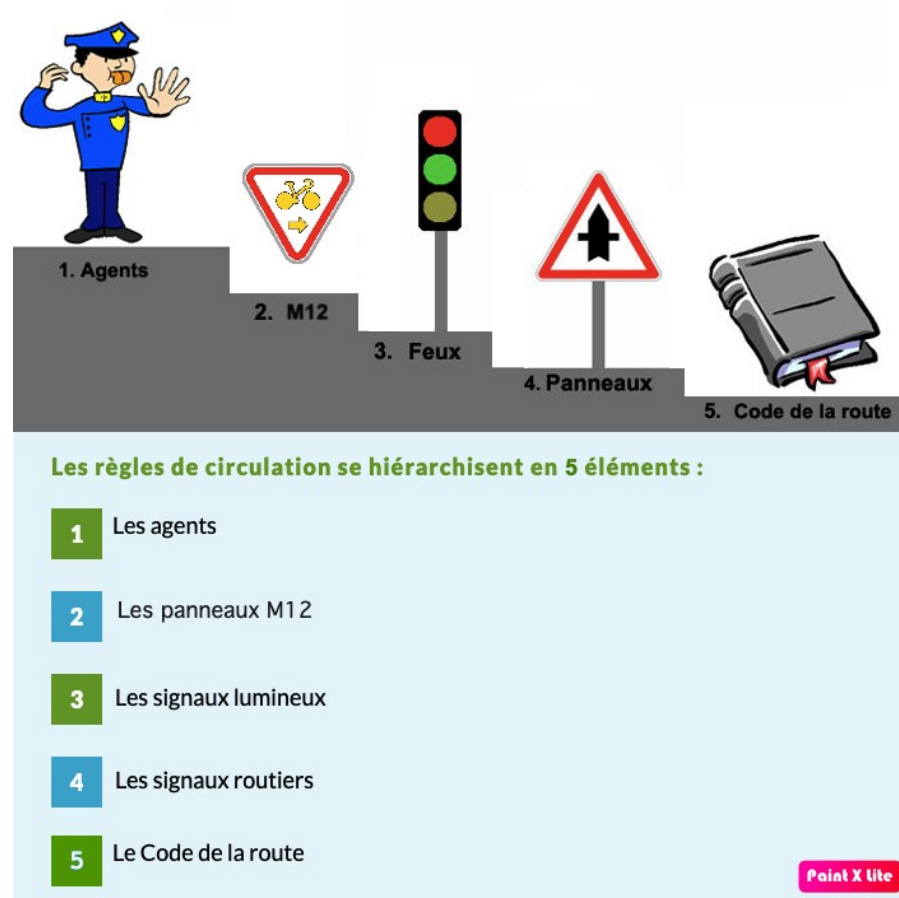 1. Agents
2. M12
3. Feux
4. Panneaux
5. Code de la route
Les règles de circulation se hiérarchisent en 5 éléments :
1 Les agents
2 Les panneaux M12
3 Les signaux lumineux
4 Les signaux routiers
5 Le Code de la route
Paint X Lite